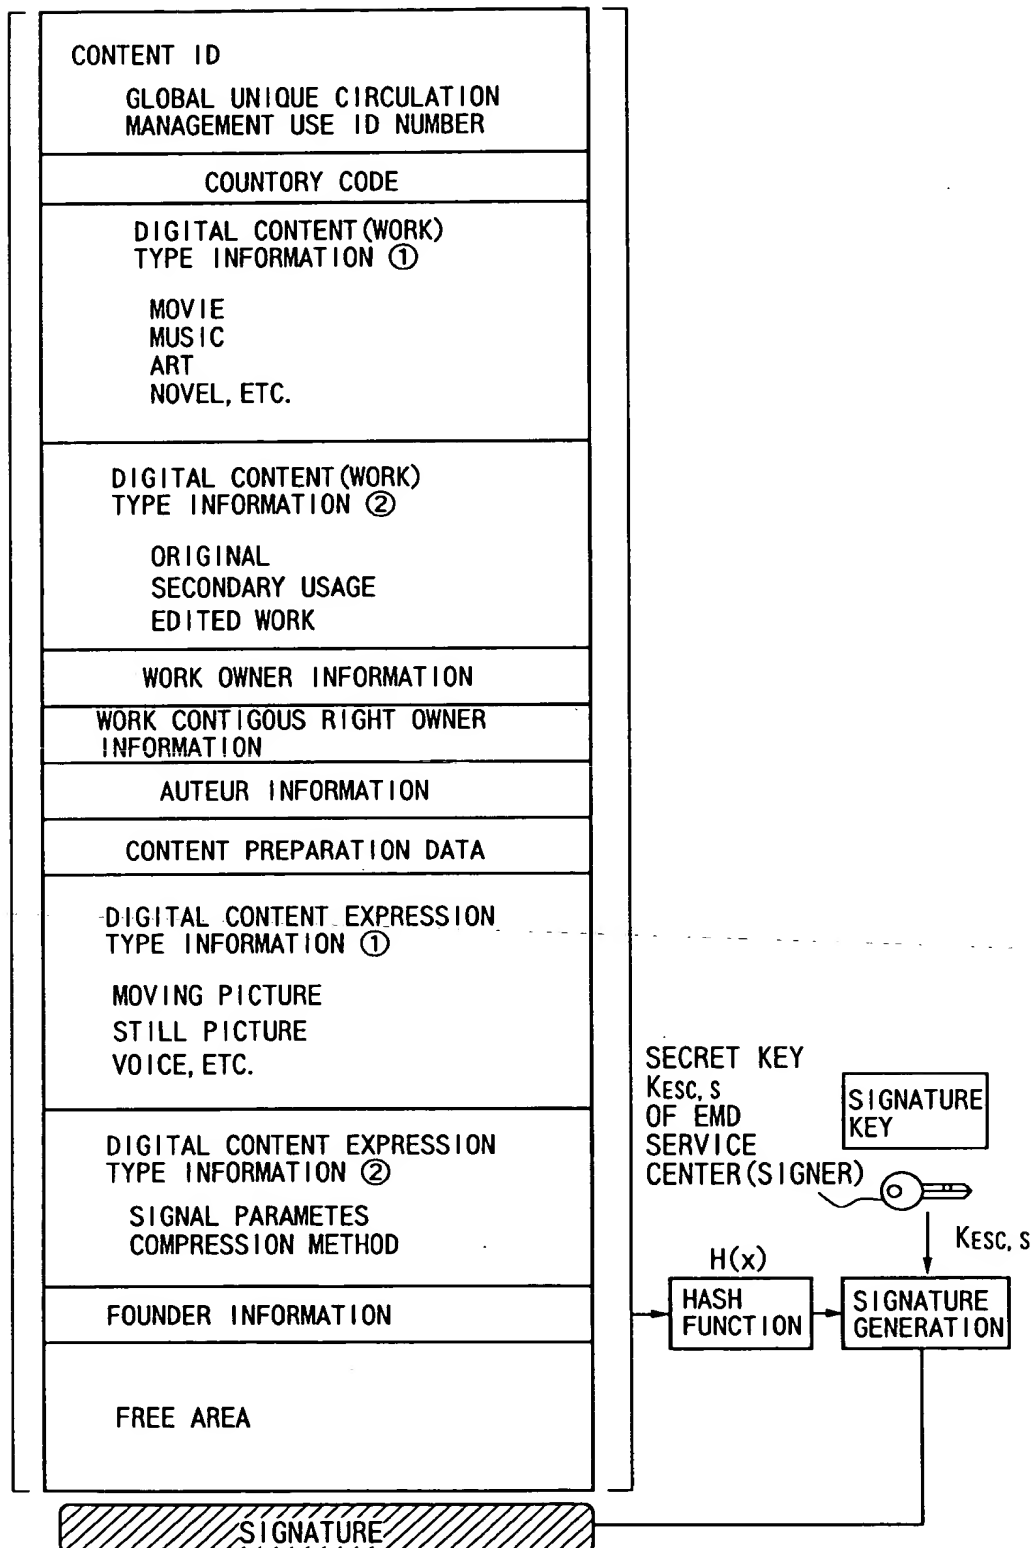 CONTENT ID
GLOBAL UNIQUE CIRCULATION
MANAGEMENT USE ID NUMBER
COUNTORY CODE
DIGITAL CONTENT(WORK)
TYPE INFORMATION ①
MOVIE
MUSIC
ART
NOVEL, ETC.
DIGITAL CONTENT(WORK)
TYPE INFORMATION ②
ORIGINAL
SECONDARY USAGE
EDITED WORK
WORK OWNER INFORMATION
WORK CONTIGOUS RIGHT OWNER
INFORMATION
AUTEUR INFORMATION
CONTENT PREPARATION DATA
DIGITAL CONTENT EXPRESSION
TYPE INFORMATION ①
MOVING PICTURE
STILL PICTURE
VOICE, ETC.
DIGITAL CONTENT EXPRESSION
TYPE INFORMATION ②
SIGNAL PARAMETES
COMPRESSION METHOD
FOUNDER INFORMATION
FREE AREA
SIGNATURE
SECRET KEY
KESC, S
OF EMD
SERVICE
CENTER(SIGNER)
SIGNATURE
KEY
KESC, S
H(x)
HASH
FUNCTION
SIGNATURE
GENERATION